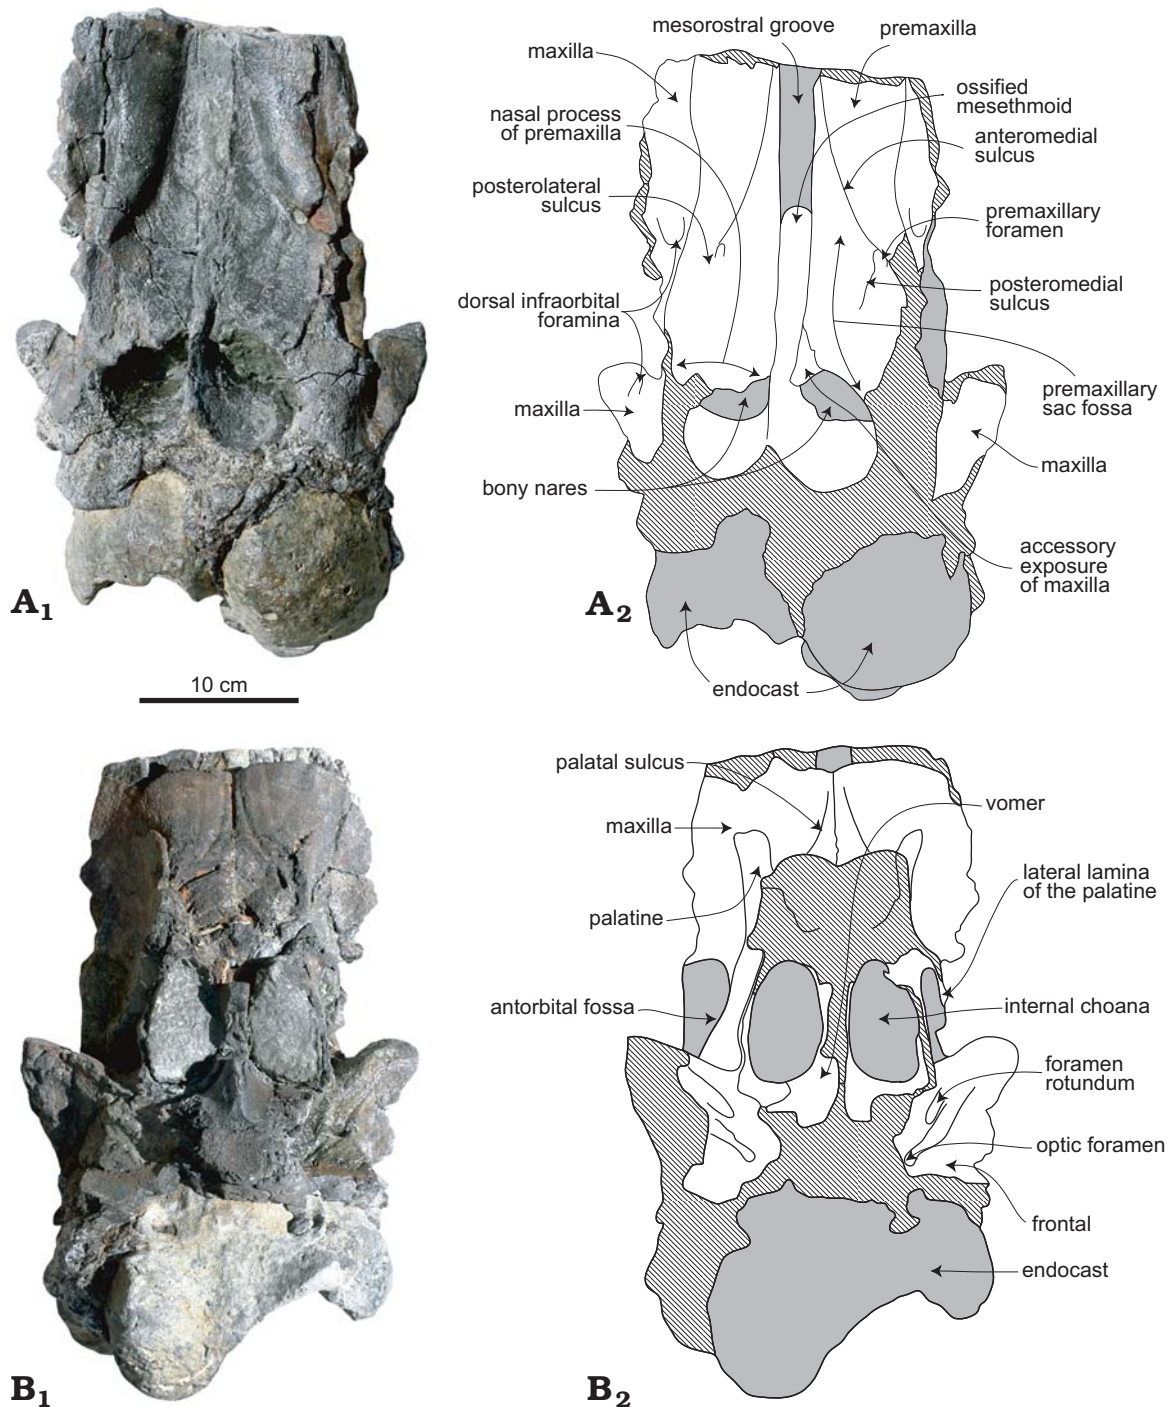 mesorostral groove
premaxilla
maxilla
ossified
mesethmoid
nasal process
of premaxilla
anteromedial
sulcus
posterolateral
sulcus
premaxillary
foramen
dorsal infraorbital
foramina
posteromedial
sulcus
premaxillary
sac fossa
maxilla
maxilla
bony nares
accessory
exposure
of maxilla
A1
A2
endocast
10 cm
palatal sulcus
vomer
maxilla
lateral lamina
of the palatine
palatine
antorbital fossa
internal choana
foramen
rotundum
optic foramen
frontal
endocast
B1
B2